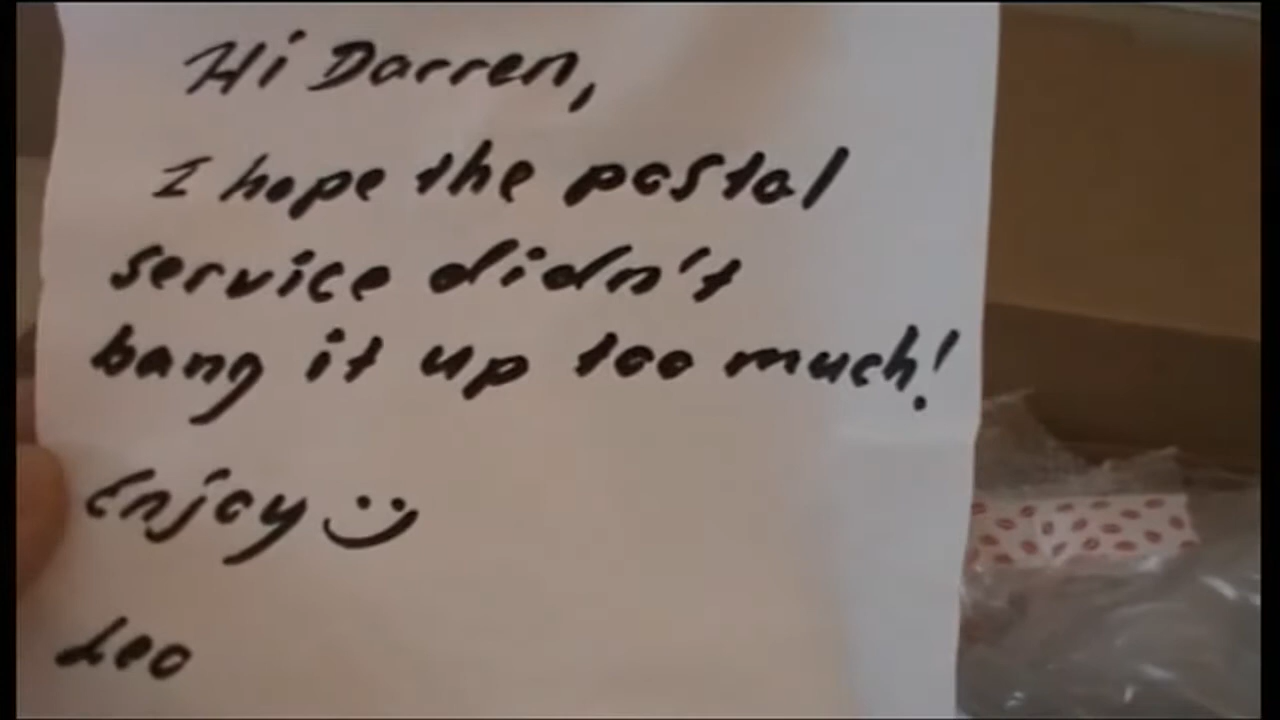 Hi Darren,
I hope the postal
service didn't
bang it up too much!
Enjoy :)
Leo